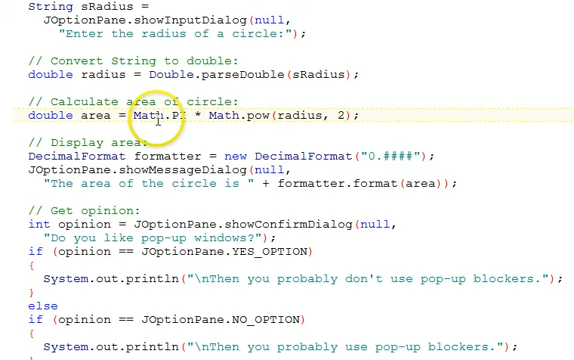 String sRadius =
JOptionPane.showInputDialog(null,
"Enter the radius of a circle:");
// Convert String to double:
double radius = Double.parseDouble(sRadius);
// Calculate area of circle:
double area = Math.PI * Math.pow(radius, 2);
// Display area:
DecimalFormat formatter = new DecimalFormat("0.####");
JOptionPane.showMessageDialog(null,
"The area of the circle is " + formatter.format(area));
// Get opinion:
int opinion = JOptionPane.showConfirmDialog(null,
"Do you like pop-up windows?");
if (opinion == JOptionPane.YES_OPTION)
{
System.out.println("\nThen you probably don't use pop-up blockers.");
}
else
if (opinion == JOptionPane.NO_OPTION)
{
System.out.println("\nThen you probably use pop-up blockers.");